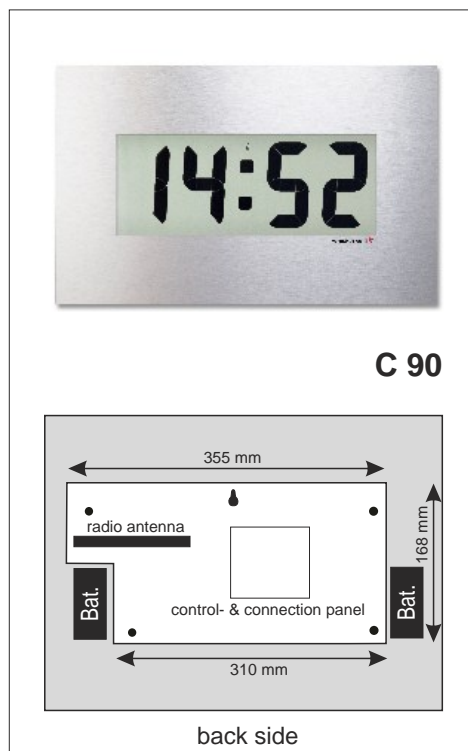 14:52
C 90
355 mm
radio antenna
168 mm
Bat.
Bat.
control- & connection panel
310 mm
back side